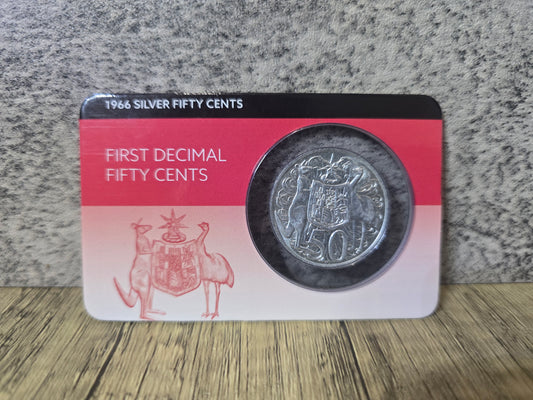 1966 SILVER FIFTY CENTS
FIRST DECIMAL
FIFTY CENTS
50